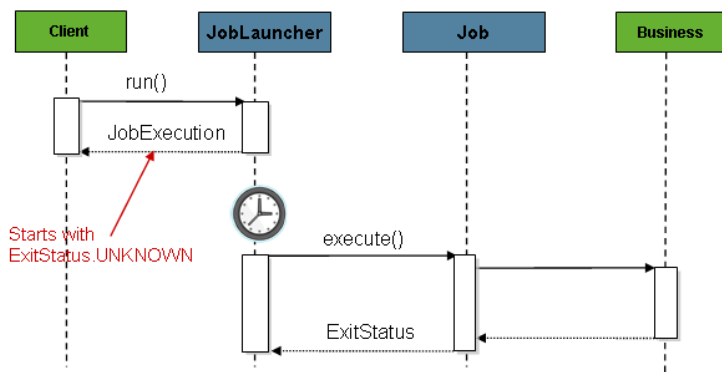 Client
JobLauncher
Job
Business
run()
JobExecution
Starts with
ExitStatus.UNKNOWN
execute()
ExitStatus